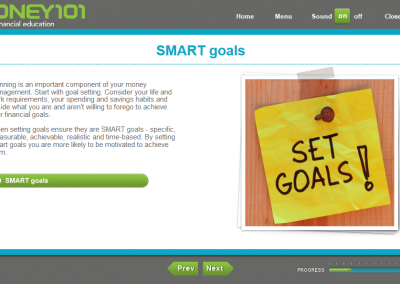 ONEY101
financial education
Home Menu Sound on off Close
SMART goals
nning is an important component of your money
nagement. Start with goal setting. Consider your life and
rk requirements, your spending and savings habits and
ide what you are and aren't willing to forego to achieve
r financial goals.
en setting goals ensure they are SMART goals - specific,
asurable, achievable, realistic and time-based. By setting
art goals you are more likely to be motivated to achieve
m.
SMART goals
SET
GOALS!
Prev Next
PROGRESS